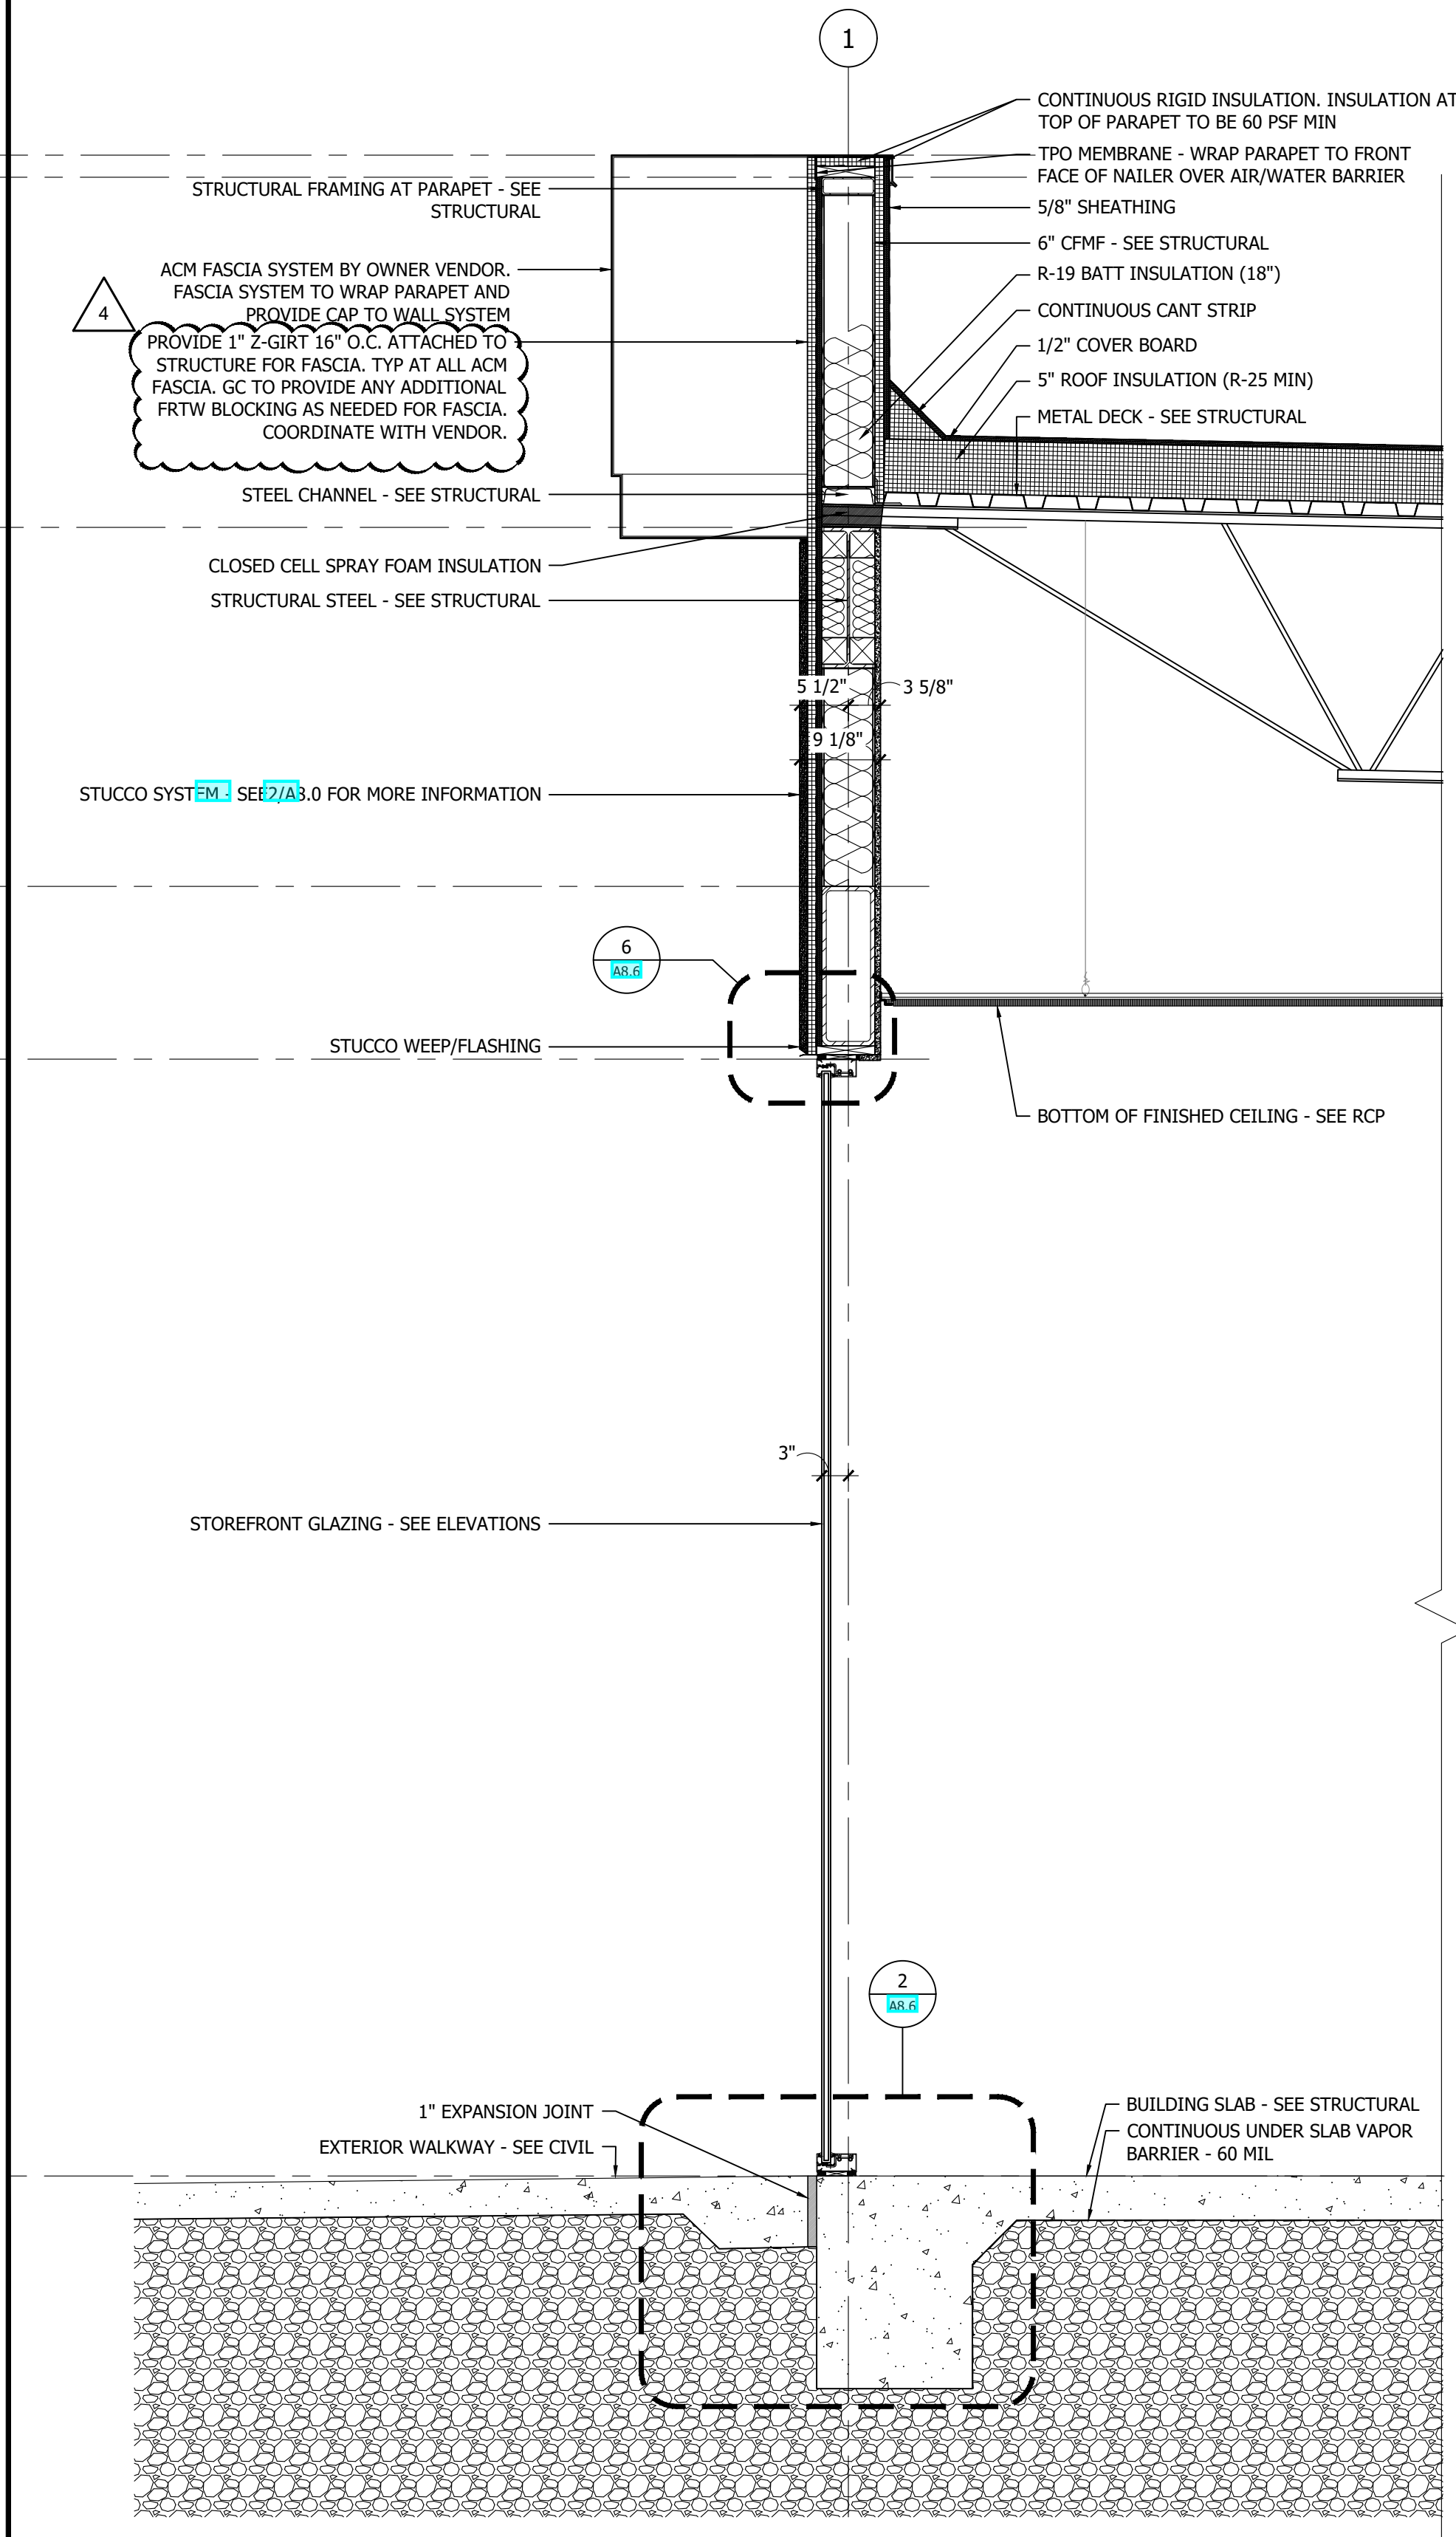 1
CONTINUOUS RIGID INSULATION. INSULATION AT
TOP OF PARAPET TO BE 60 PSF MIN
TPO MEMBRANE - WRAP PARAPET TO FRONT
FACE OF NAILER OVER AIR/WATER BARRIER
5/8" SHEATHING
6" CFMF - SEE STRUCTURAL
R-19 BATT INSULATION (18")
CONTINUOUS CANT STRIP
1/2" COVER BOARD
5" ROOF INSULATION (R-25 MIN)
METAL DECK - SEE STRUCTURAL
STRUCTURAL FRAMING AT PARAPET - SEE
STRUCTURAL
ACM FASCIA SYSTEM BY OWNER VENDOR.
FASCIA SYSTEM TO WRAP PARAPET AND
PROVIDE CAP TO WALL SYSTEM
4
PROVIDE 1" Z-GIRT 16" O.C. ATTACHED TO
STRUCTURE FOR FASCIA. TYP AT ALL ACM
FASCIA. GC TO PROVIDE ANY ADDITIONAL
FRTW BLOCKING AS NEEDED FOR FASCIA.
COORDINATE WITH VENDOR.
STEEL CHANNEL - SEE STRUCTURAL
CLOSED CELL SPRAY FOAM INSULATION
STRUCTURAL STEEL - SEE STRUCTURAL
5 1/2"
3 5/8"
9 1/8"
STUCCO SYSTEM - SEE 2/A8.0 FOR MORE INFORMATION
6
A8.6
STUCCO WEEP/FLASHING
BOTTOM OF FINISHED CEILING - SEE RCP
3"
STOREFRONT GLAZING - SEE ELEVATIONS
2
A8.6
1" EXPANSION JOINT
EXTERIOR WALKWAY - SEE CIVIL
BUILDING SLAB - SEE STRUCTURAL
CONTINUOUS UNDER SLAB VAPOR
BARRIER - 60 MIL